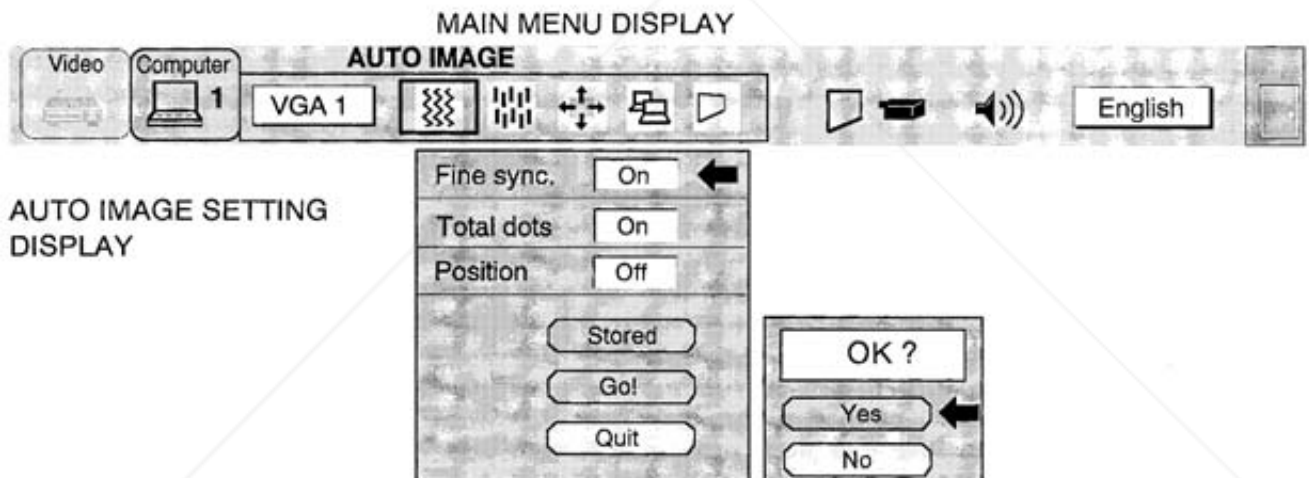 MAIN MENU DISPLAY
Video
Computer
AUTO IMAGE
1
VGA 1
English
AUTO IMAGE SETTING
DISPLAY
Fine sync. On
Total dots On
Position Off
Stored
Go!
Quit
OK ?
Yes
No